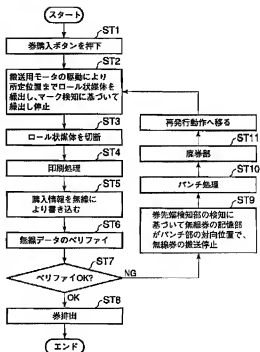 スタート
ST1
券購入ボタンを押下
ST2
搬送用モータの駆動により
所定位置までロール状媒体を
繰出し、マーク検知に基づいて
繰出し停止
ST3
ロール状媒体を切断
ST4
印刷処理
ST5
購入情報を無線
により書き込む
ST6
無線データのベリファイ
ST7
ベリファイOK?
NG
OK
ST8
券排出
エンド
再発行動作へ移る
ST11
廃券部
ST10
パンチ処理
ST9
券先端検知部の検知に
基づいて無線券の記憶部
がパンチ部の対向位置で、
無線券の搬送停止